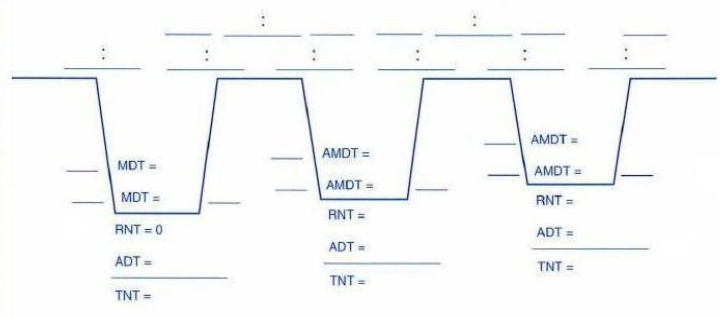 :
:
:
:
:
:
:
:
MDT =
MDT =
RNT = 0
ADT =
TNT =
AMDT =
AMDT =
RNT =
ADT =
TNT =
AMDT =
AMDT =
RNT =
ADT =
TNT =